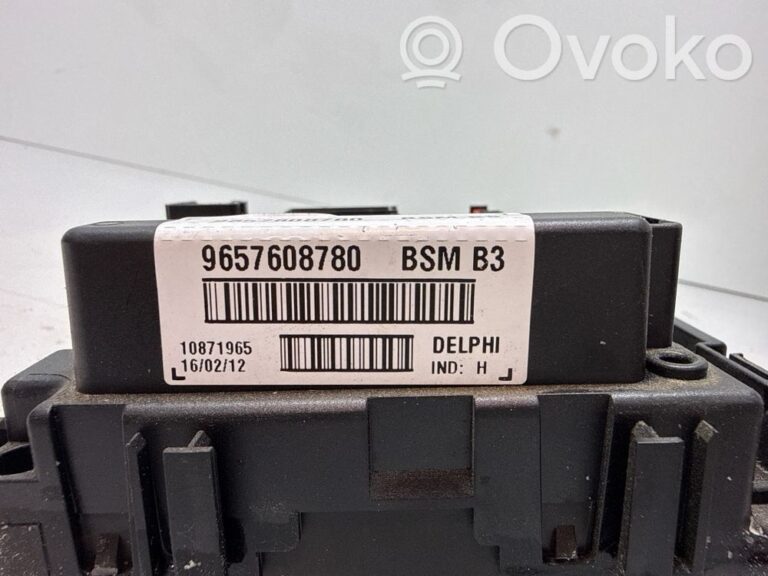 Ovoko
9657608780 BSM B3
10871965 DELPHI
16/02/12 IND: H